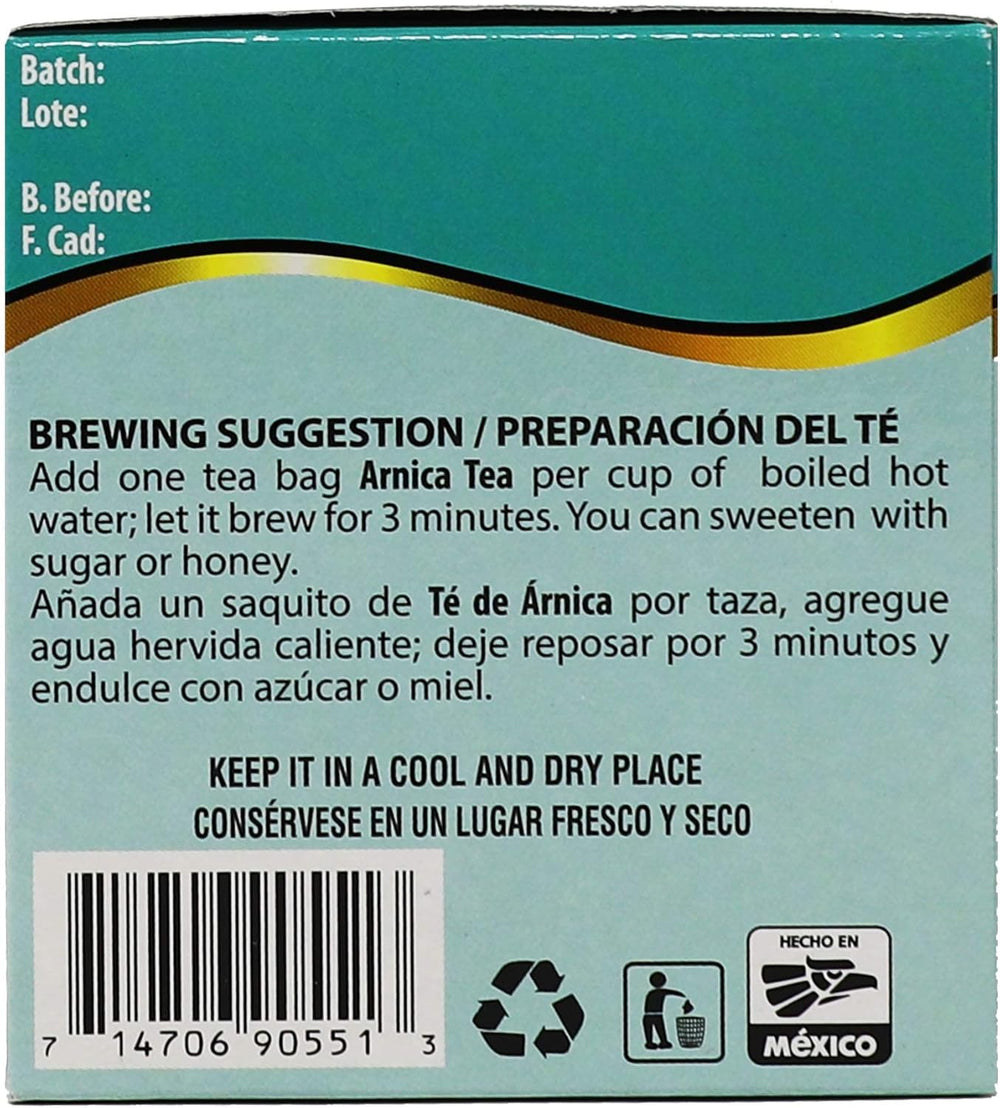 Batch:
Lote:
B. Before:
F. Cad:
BREWING SUGGESTION / PREPARACIÓN DEL TÉ
Add one tea bag Arnica Tea per cup of boiled hot
water; let it brew for 3 minutes. You can sweeten with
sugar or honey.
Añada un saquito de Té de Árnica por taza, agregue
agua hervida caliente; deje reposar por 3 minutos y
endulce con azúcar o miel.
KEEP IT IN A COOL AND DRY PLACE
CONSÉRVESE EN UN LUGAR FRESCO Y SECO
7 14706 90551 3
HECHO EN
MÉXICO